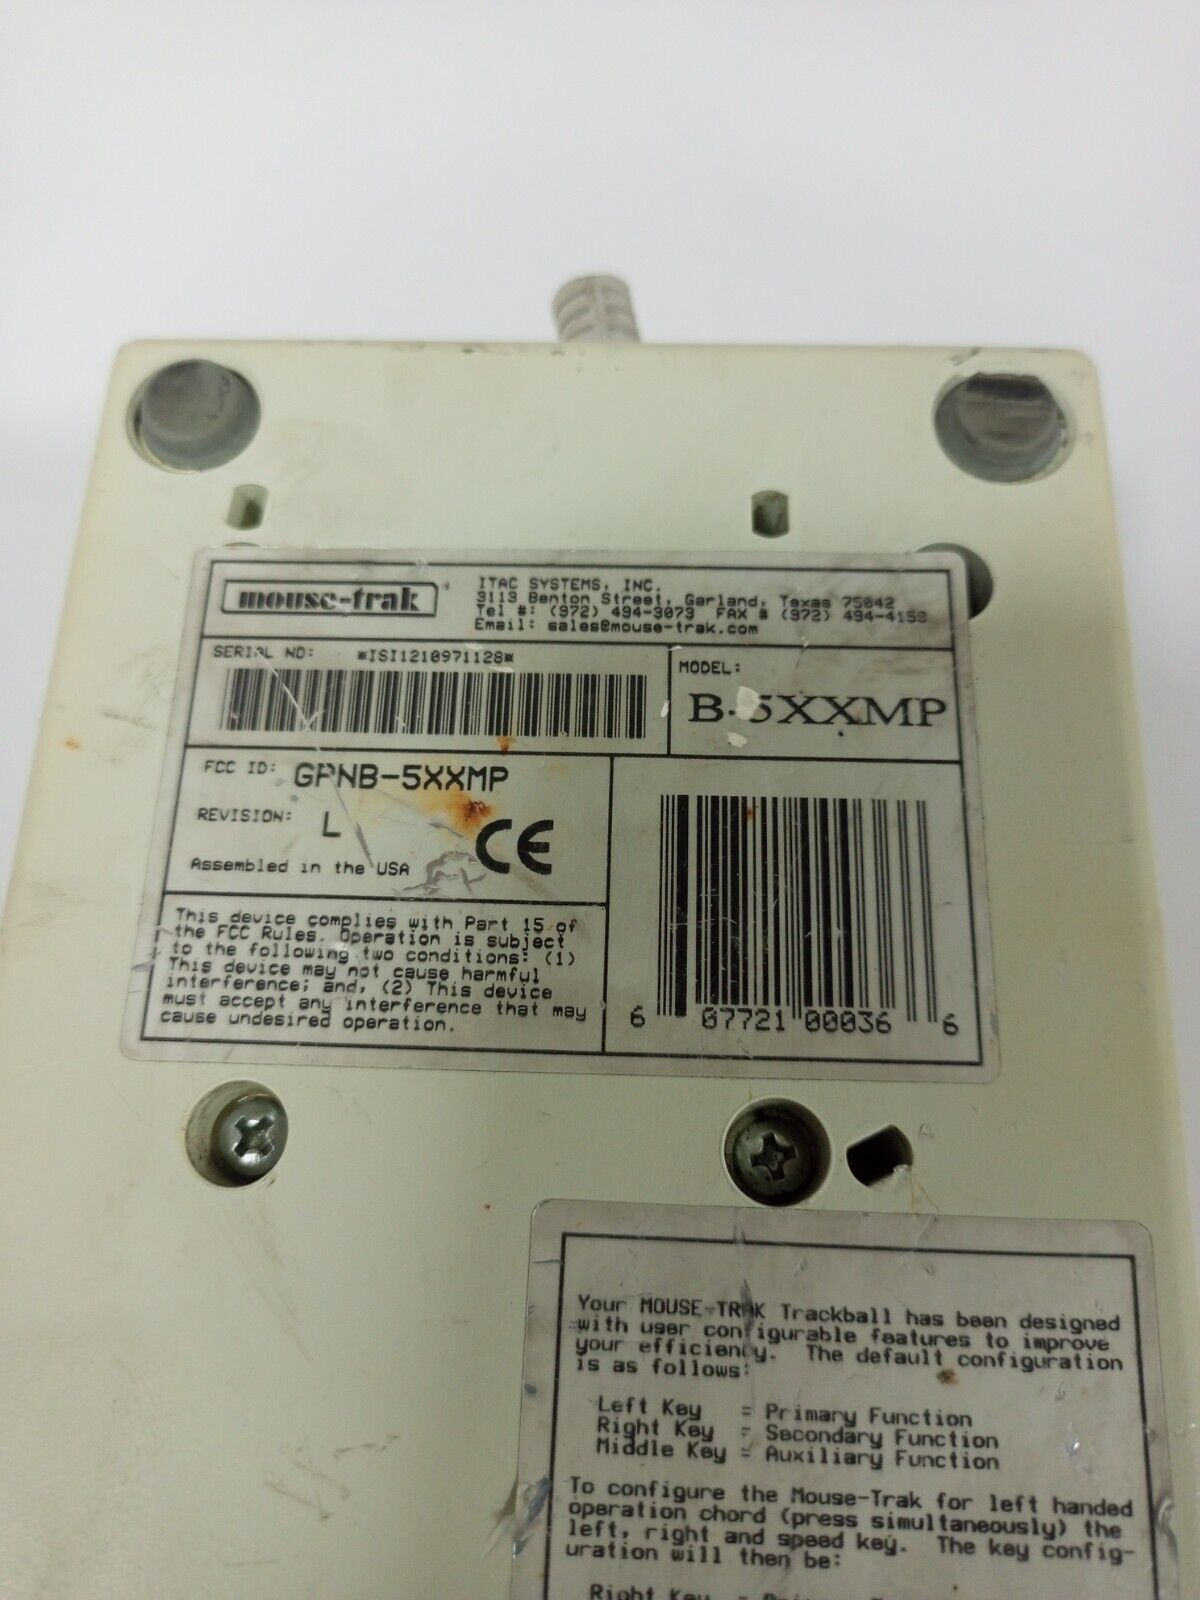 mouse-trak
ITAC SYSTEMS, INC.
3113 Benton Street, Garland, Texas 75042
Tel #: (972) 494-3073 FAX # (972) 494-4159
Email: sales@mouse-trak.com
SERIAL NO: *ISI1210971128*
MODEL:
B-5XXMP
FCC ID: GPNB-5XXMP
REVISION: L
CE
Assembled in the USA
This device complies with Part 15 of
the FCC Rules. Operation is subject
to the following two conditions: (1)
This device may not cause harmful
interference; and, (2) This device
must accept any interference that may
cause undesired operation.
6 07721 00036 6
Your MOUSE-TRAK Trackball has been designed
with user configurable features to improve
your efficiency. The default configuration
is as follows:
Left Key = Primary Function
Right Key = Secondary Function
Middle Key = Auxiliary Function
To configure the Mouse-Trak for left handed
operation chord (press simultaneously) the
left, right and speed key. The key config-
uration will then be:
Right Key =